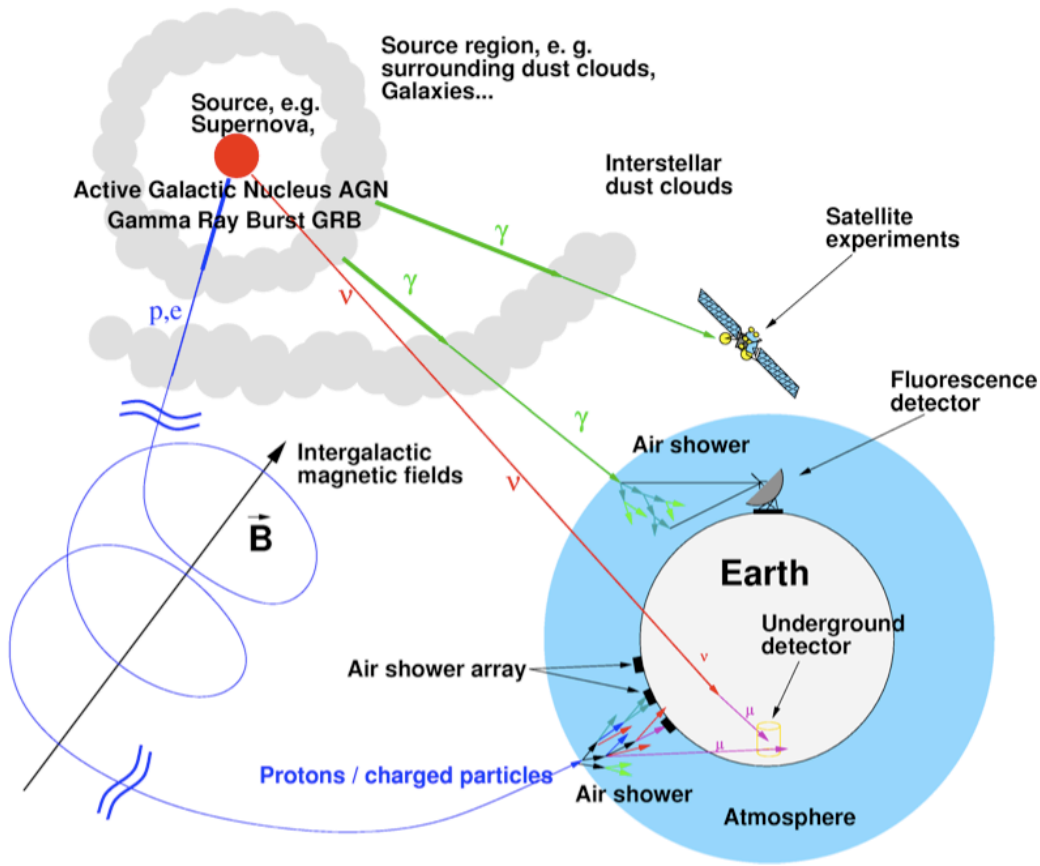 Source region, e. g.
surrounding dust clouds,
Galaxies...
Source, e.g.
Supernova,
Active Galactic Nucleus AGN
Gamma Ray Burst GRB
Interstellar
dust clouds
Satellite
experiments
γ
γ
ν
p,e
Fluorescence
detector
γ
Air shower
Intergalactic
magnetic fields
ν
B
Earth
Underground
detector
Air shower array
ν
μ
μ
Protons / charged particles
Air shower
Atmosphere